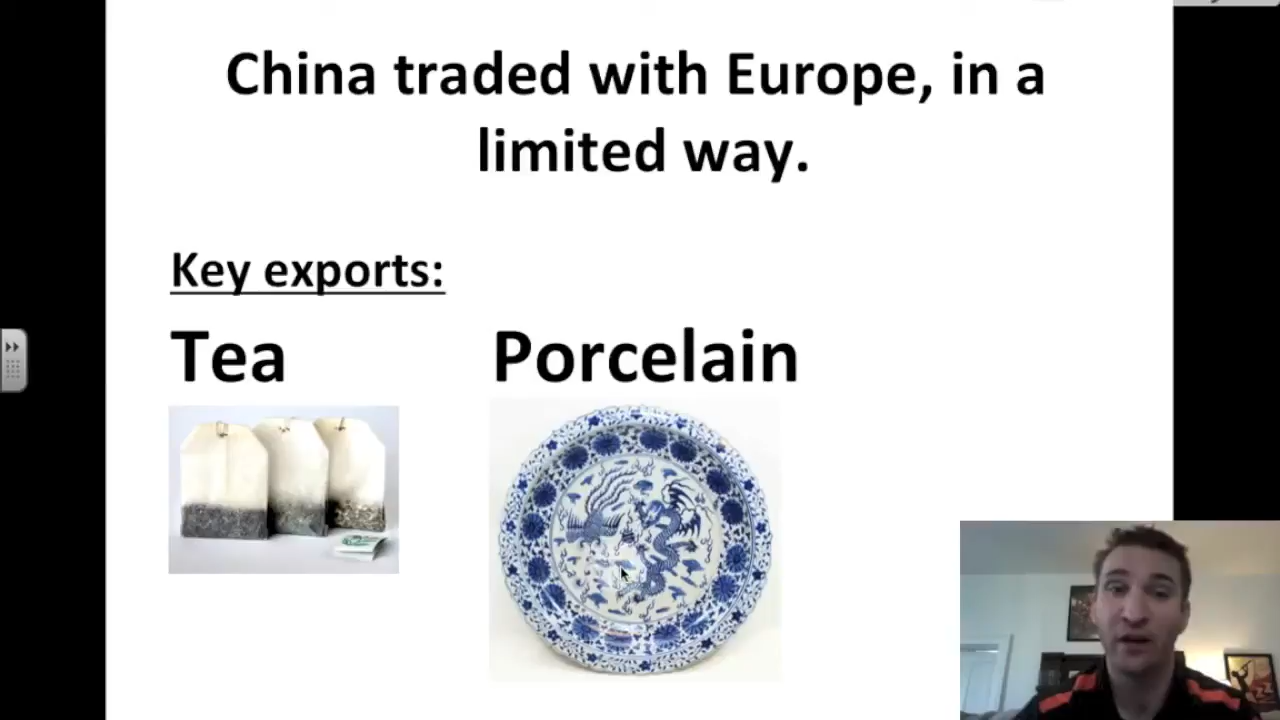 China traded with Europe, in a
limited way.
Key exports:
Tea
Porcelain